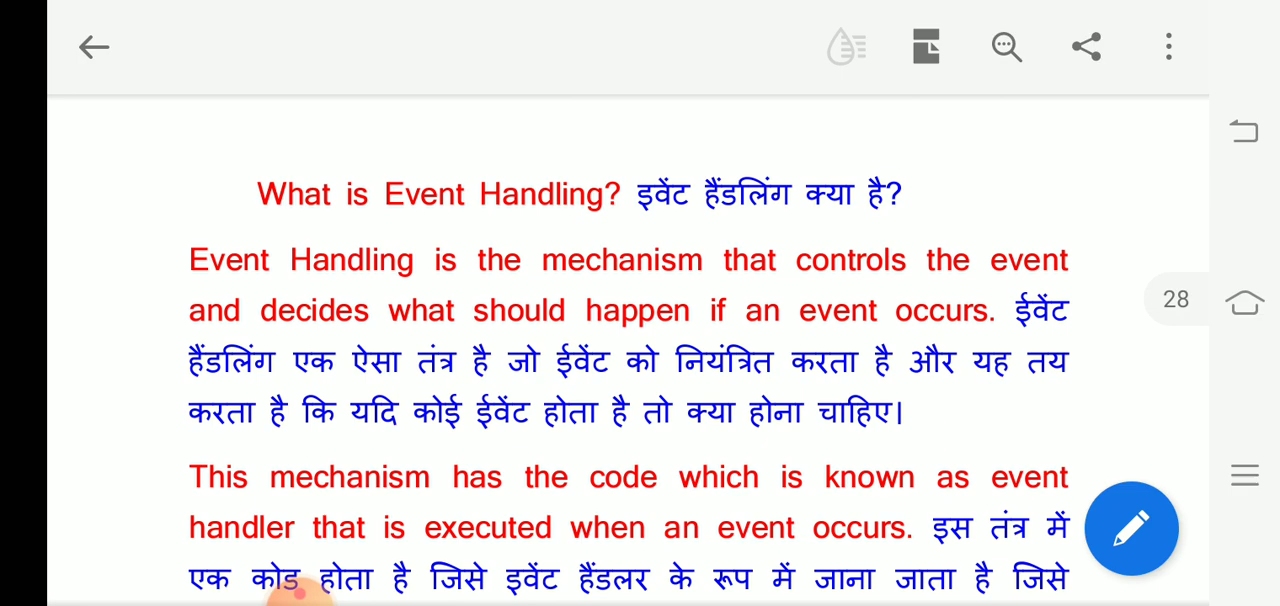 What is Event Handling? इवेंट हैंडलिंग क्या है?
Event Handling is the mechanism that controls the event
and decides what should happen if an event occurs. ईवेंट
हैंडलिंग एक ऐसा तंत्र है जो ईवेंट को नियंत्रित करता है और यह तय
करता है कि यदि कोई ईवेंट होता है तो क्या होना चाहिए।
28
This mechanism has the code which is known as event
handler that is executed when an event occurs. इस तंत्र में
एक कोड होता है जिसे इवेंट हैंडलर के रूप में जाना जाता है जिसे